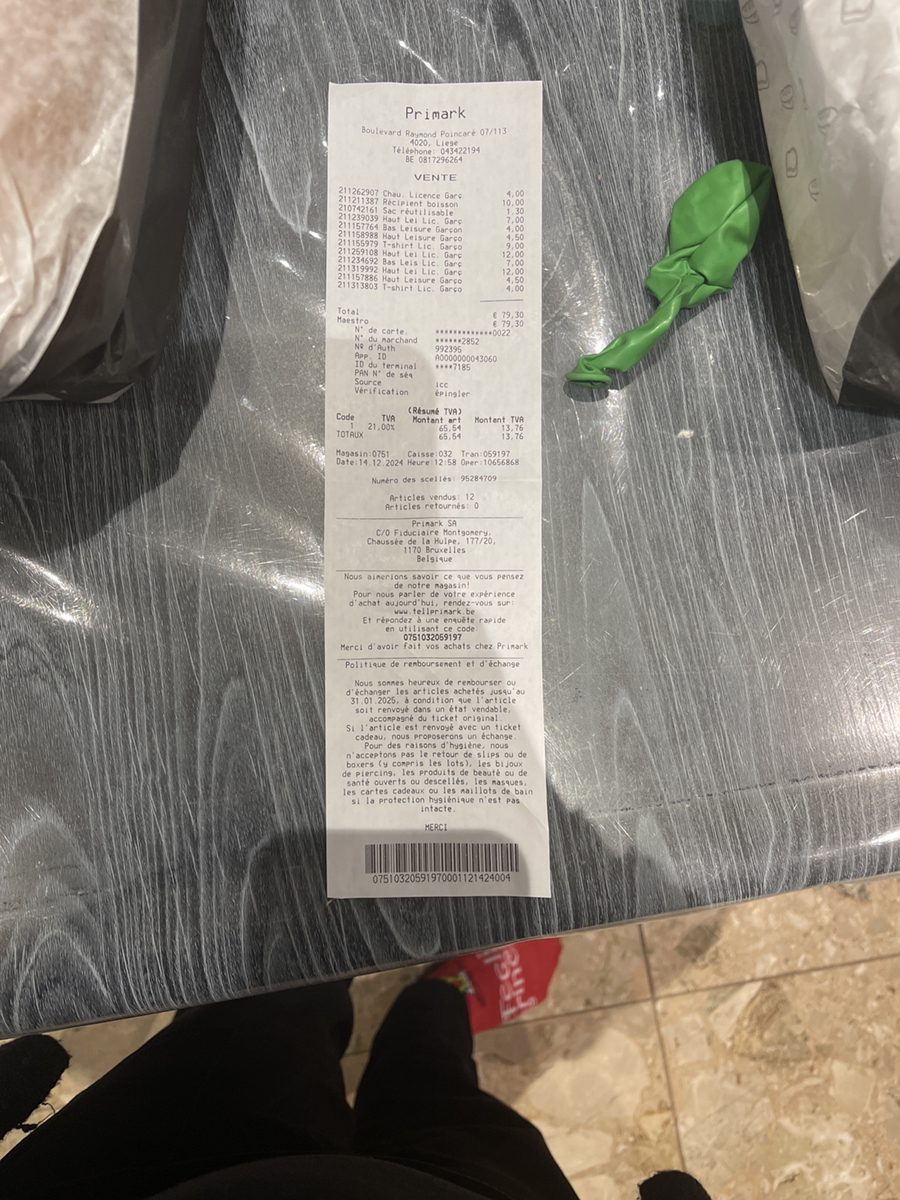 Primark
Boulevard Raymond Poincaré 07/113
4020, Liege
Téléphone: 043422194
BE 0817296264
VENTE
211262907 Chau. Licence Garç 4,00
211211387 Récipient boisson 10,00
210742161 Sac réutilisable 1,30
211239039 Haut Lei Lic. Garç 7,00
211157764 Bas Leisure Garcon 4,00
211158988 Haut Leisure Garço 4,50
211155979 T-shirt Lic. Garço 9,00
211259108 Haut Lei Lic. Garç 12,00
211234692 Bas Leis Lic. Garç 7,00
211319992 Haut Lei Lic. Garç 12,00
211157886 Haut Leisure Garço 4,50
211313803 T-shirt Lic. Garço 4,00
Total € 79,30
Maestro € 79,30
N° de carte. ************0022
N° du marchand ******2852
Nº d'Auth 992395
App. ID A0000000043060
ID du terminal ****7185
PAN N° de séq
Source icc
Vérification épingler
(Résumé TVA)
Code TVA Montant art Montant TVA
1 21,00% 65,54 13,76
TOTAUX 65,54 13,76
Magasin:0751 Caisse:032 Tran:059197
Date:14.12.2024 Heure:12:58 Oper:10656868
Numéro des scellés: 95284709
Articles vendus: 12
Articles retournés: 0
Primark SA
C/O Fiduciaire Montgomery,
Chaussée de la Hulpe, 177/20,
1170 Bruxelles
Belgique
Nous aimerions savoir ce que vous pensez
de notre magasin!
Pour nous parler de votre expérience
d'achat aujourd'hui, rendez-vous sur:
www.tellprimark.be
Et répondez à une enquête rapide
en utilisant ce code:
0751032059197
Merci d'avoir fait vos achats chez Primark
Politique de remboursement et d'échange
Nous sommes heureux de rembourser ou
d'échanger les articles achetés jusqu'au
31.01.2025, à condition que l'article
soit renvoyé dans un état vendable,
accompagné du ticket original.
Si l'article est renvoyé avec un ticket
cadeau, nous proposerons un échange.
Pour des raisons d'hygiène, nous
n'acceptons pas le retour de slips ou de
boxers (y compris les lots), les bijoux
de piercing, les produits de beauté ou de
santé ouverts ou descellés, les masques,
les cartes cadeaux ou les maillots de bain
si la protection hygiénique n'est pas
intacte.
MERCI
07510320591970001121424004